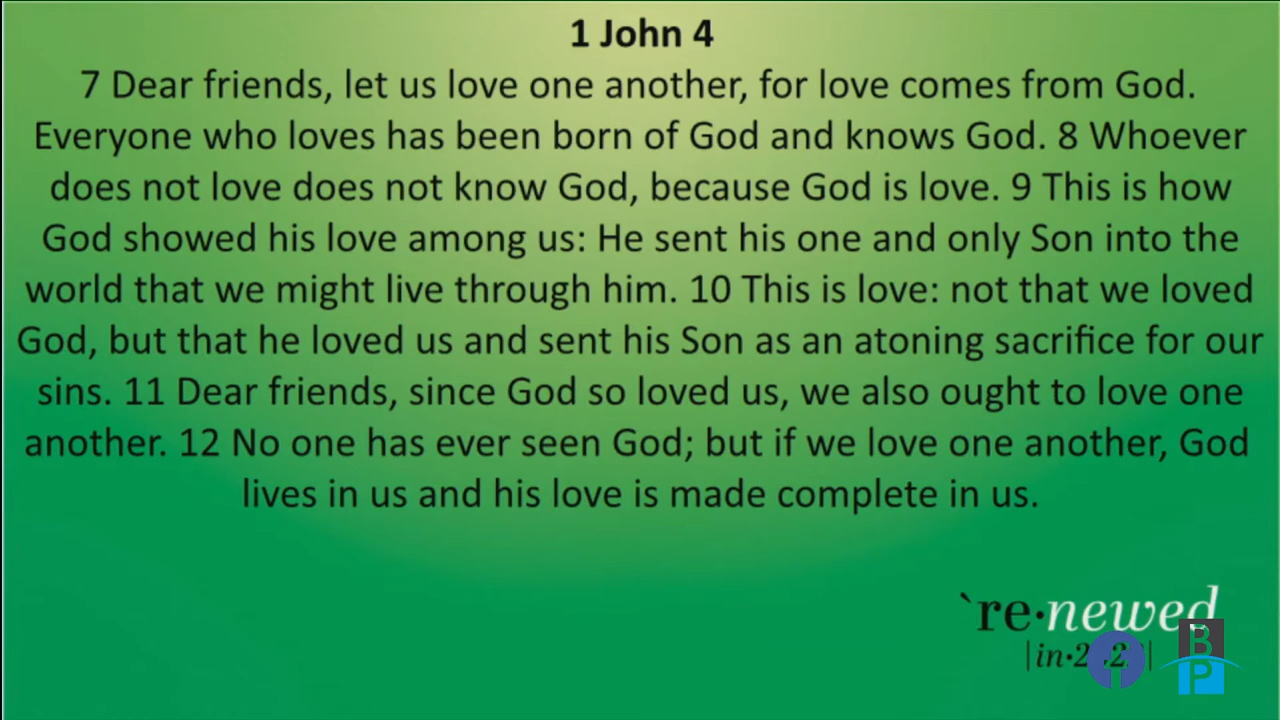 1 John 4
7 Dear friends, let us love one another, for love comes from God.
Everyone who loves has been born of God and knows God. 8 Whoever
does not love does not know God, because God is love. 9 This is how
God showed his love among us: He sent his one and only Son into the
world that we might live through him. 10 This is love: not that we loved
God, but that he loved us and sent his Son as an atoning sacrifice for our
sins. 11 Dear friends, since God so loved us, we also ought to love one
another. 12 No one has ever seen God; but if we love one another, God
lives in us and his love is made complete in us.
`re·newed
|in·
B
P